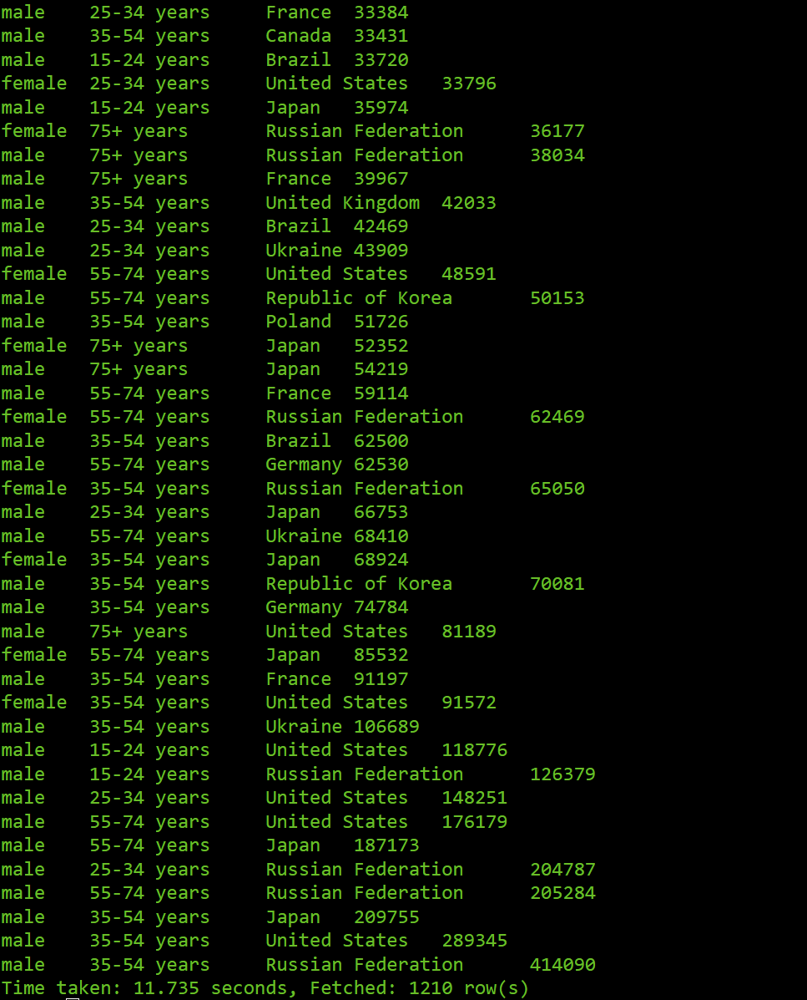 male 25-34 years France 33384
male 35-54 years Canada 33431
male 15-24 years Brazil 33720
female 25-34 years United States 33796
male 15-24 years Japan 35974
female 75+ years Russian Federation 36177
male 75+ years Russian Federation 38034
male 75+ years France 39967
male 35-54 years United Kingdom 42033
male 25-34 years Brazil 42469
male 25-34 years Ukraine 43909
female 55-74 years United States 48591
male 55-74 years Republic of Korea 50153
male 35-54 years Poland 51726
female 75+ years Japan 52352
male 75+ years Japan 54219
male 55-74 years France 59114
female 55-74 years Russian Federation 62469
male 35-54 years Brazil 62500
male 55-74 years Germany 62530
female 35-54 years Russian Federation 65050
male 25-34 years Japan 66753
male 55-74 years Ukraine 68410
female 35-54 years Japan 68924
male 35-54 years Republic of Korea 70081
male 35-54 years Germany 74784
male 75+ years United States 81189
female 55-74 years Japan 85532
male 35-54 years France 91197
female 35-54 years United States 91572
male 35-54 years Ukraine 106689
male 15-24 years United States 118776
male 15-24 years Russian Federation 126379
male 25-34 years United States 148251
male 55-74 years United States 176179
male 55-74 years Japan 187173
male 25-34 years Russian Federation 204787
male 55-74 years Russian Federation 205284
male 35-54 years Japan 209755
male 35-54 years United States 289345
male 35-54 years Russian Federation 414090
Time taken: 11.735 seconds, Fetched: 1210 row(s)